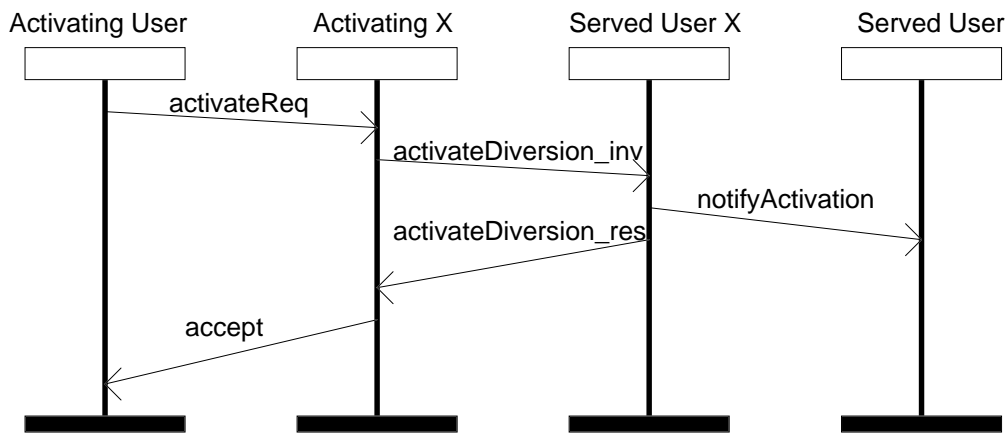 Activating User
Activating X
Served User X
Served User
activateReq
activateDiversion_inv
notifyActivation
activateDiversion_res
accept